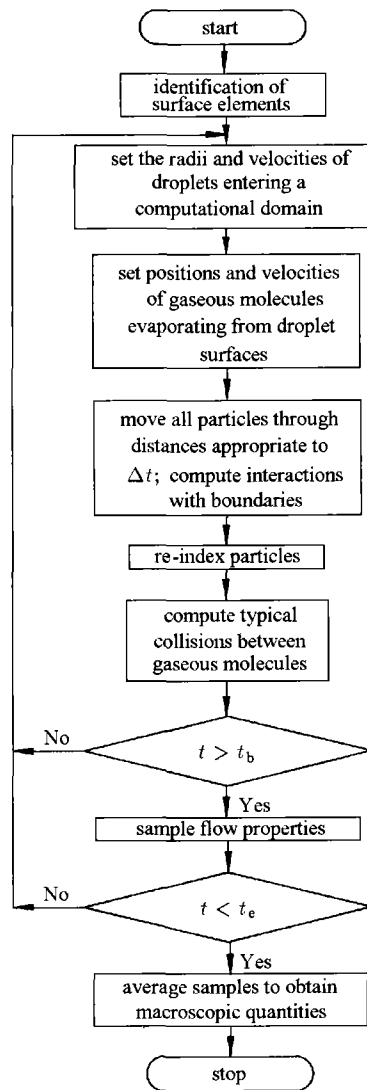 start
identification of
surface elements
set the radii and velocities of
droplets entering a
computational domain
set positions and velocities
of gaseous molecules
evaporating from droplet
surfaces
move all particles through
distances appropriate to
Δt; compute interactions
with boundaries
re-index particles
compute typical
collisions between
gaseous molecules
No
t > t_b
Yes
sample flow properties
No
t < t_e
Yes
average samples to obtain
macroscopic quantities
stop